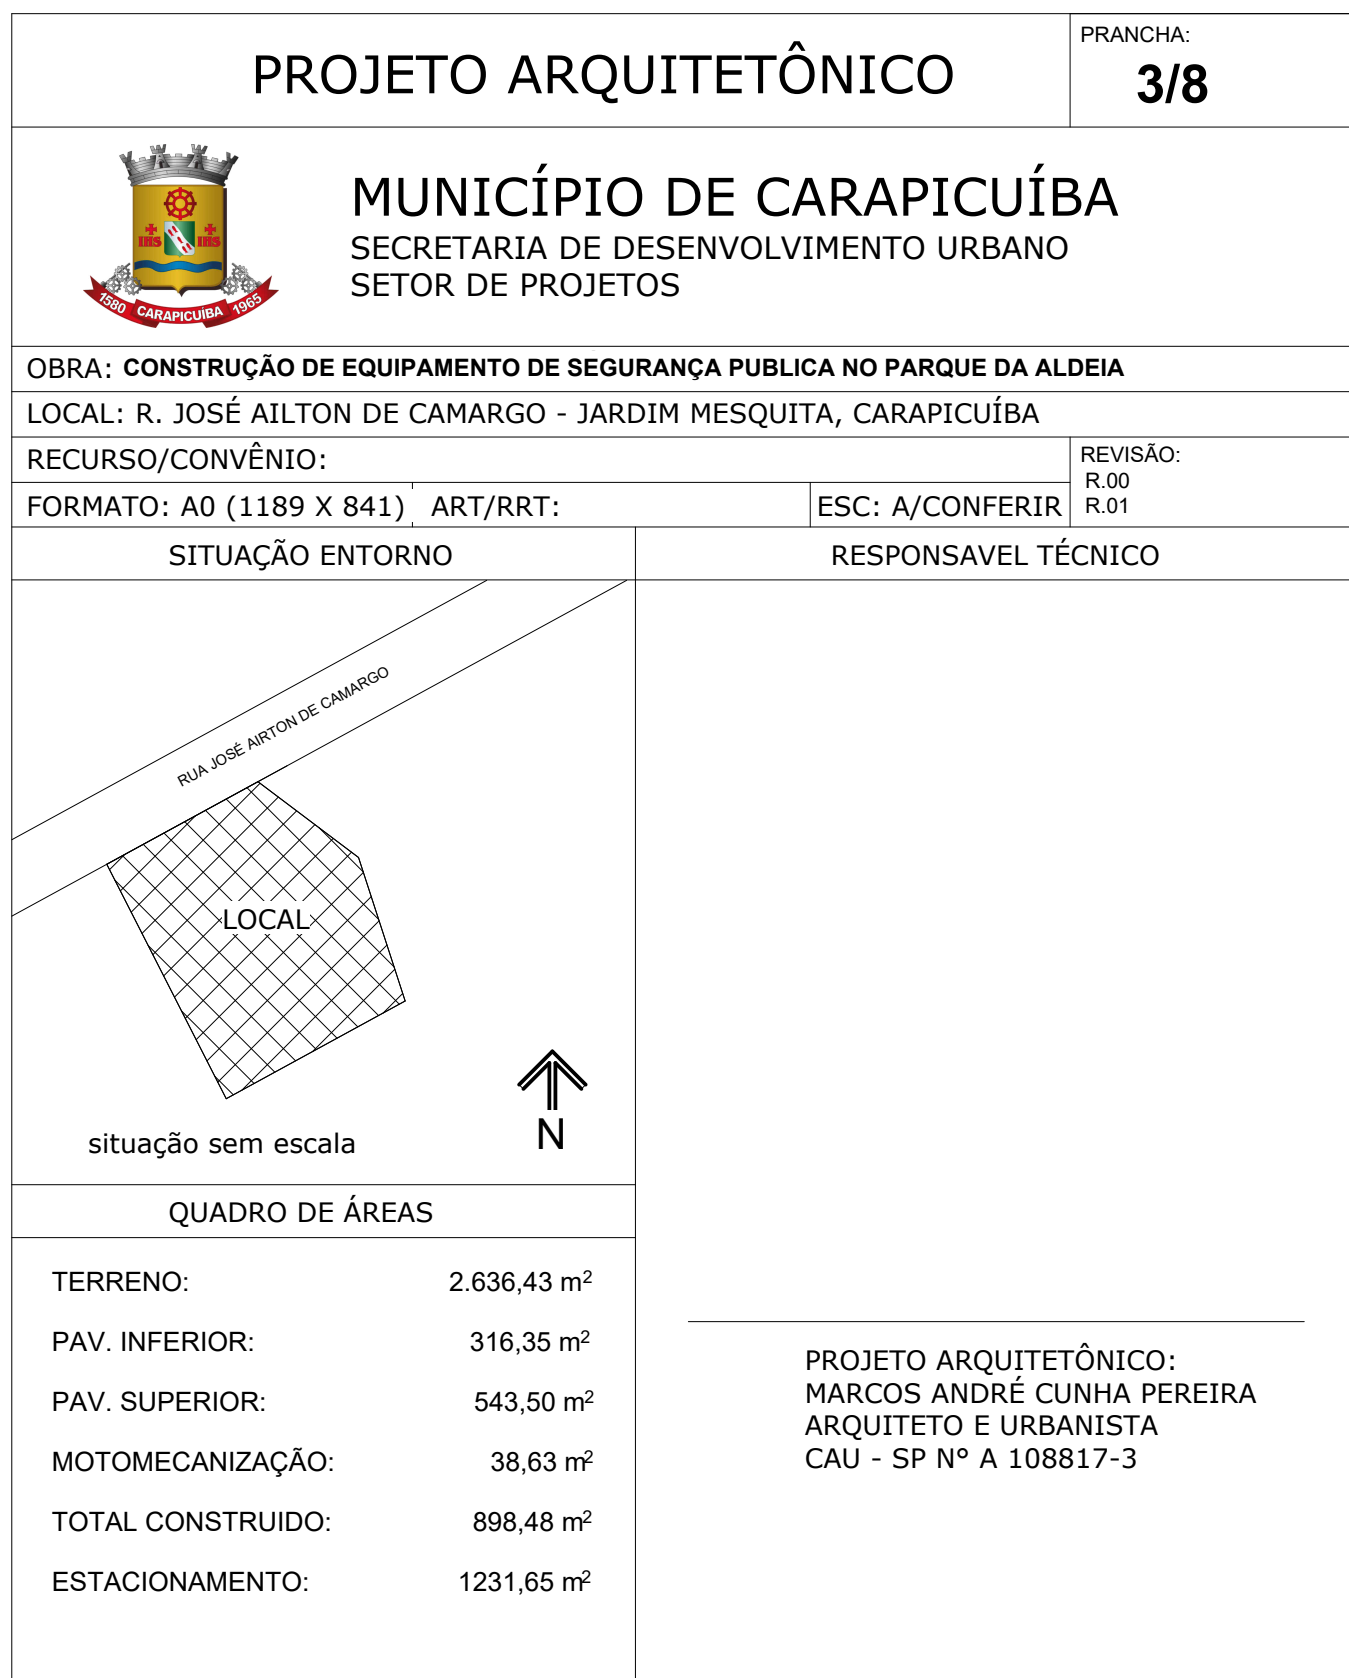 PROJETO ARQUITETÔNICO
PRANCHA:
3/8
IHS IHS
1580 CARAPICUÍBA 1965
MUNICÍPIO DE CARAPICUÍBA
SECRETARIA DE DESENVOLVIMENTO URBANO
SETOR DE PROJETOS
OBRA: CONSTRUÇÃO DE EQUIPAMENTO DE SEGURANÇA PUBLICA NO PARQUE DA ALDEIA
LOCAL: R. JOSÉ AILTON DE CAMARGO - JARDIM MESQUITA, CARAPICUÍBA
RECURSO/CONVÊNIO:
REVISÃO:
R.00
R.01
FORMATO: A0 (1189 X 841) ART/RRT: ESC: A/CONFERIR
SITUAÇÃO ENTORNO
RESPONSAVEL TÉCNICO
RUA JOSÉ AIRTON DE CAMARGO
LOCAL
N
situação sem escala
QUADRO DE ÁREAS
TERRENO: 2.636,43 m²
PAV. INFERIOR: 316,35 m²
PAV. SUPERIOR: 543,50 m²
MOTOMECANIZAÇÃO: 38,63 m²
TOTAL CONSTRUIDO: 898,48 m²
ESTACIONAMENTO: 1231,65 m²
PROJETO ARQUITETÔNICO:
MARCOS ANDRÉ CUNHA PEREIRA
ARQUITETO E URBANISTA
CAU - SP N° A 108817-3